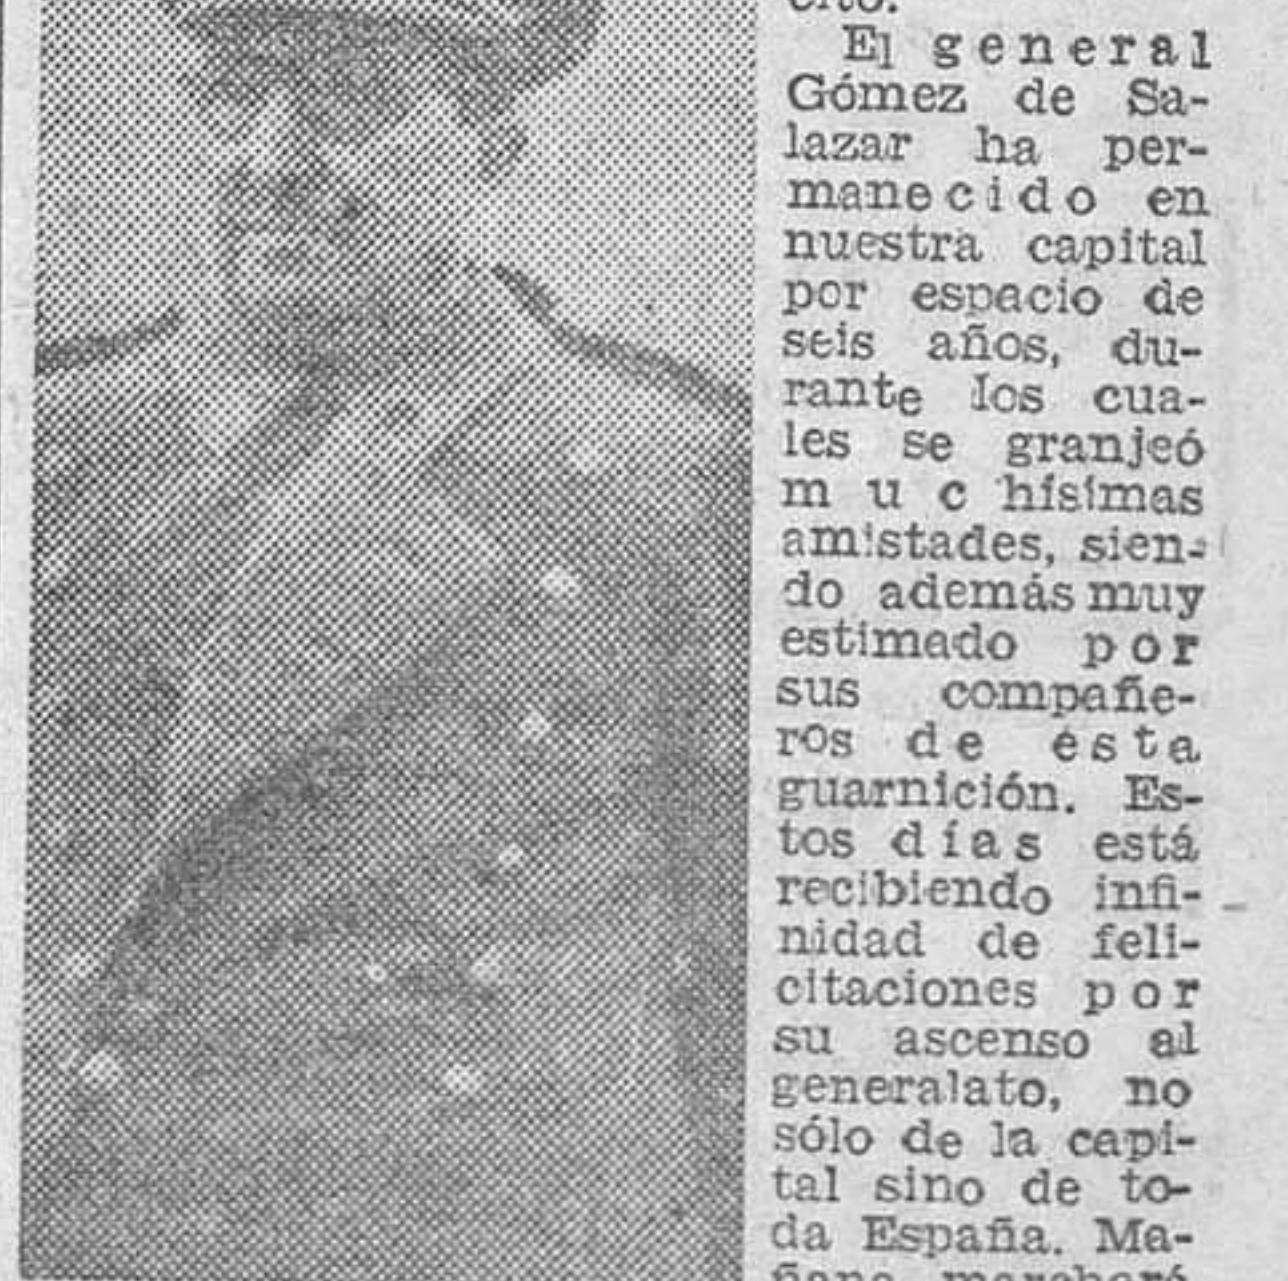 El general
Gómez de Sa-
lazar ha per-
manecido en
nuestra capital
por espacio de
seis años, du-
rante los cua-
les se granjeó
muchísimas
amistades, sien-
do además muy
estimado por
sus compañe-
ros de ésta
guarnición. Es-
tos días está
recibiendo infi-
nidad de feli-
citaciones por
su ascenso al
generalato, no
sólo de la capi-
tal sino de to-
da España. Ma-